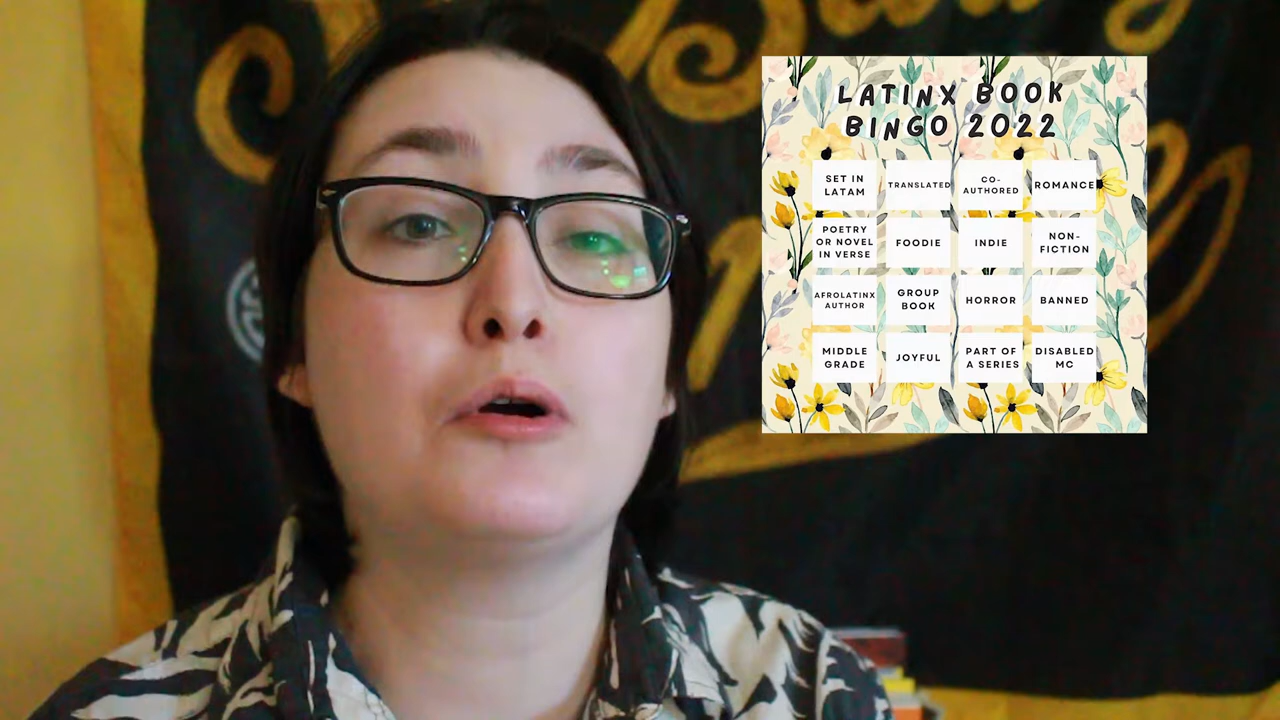 LATINX BOOK
BINGO 2022
SET IN
LATAM
TRANSLATED
CO-
AUTHORED
ROMANCE
POETRY
OR NOVEL
IN VERSE
FOODIE
INDIE
NON-
FICTION
AFROLATINX
AUTHOR
GROUP
BOOK
HORROR
BANNED
MIDDLE
GRADE
JOYFUL
PART OF
A SERIES
DISABLED
MC